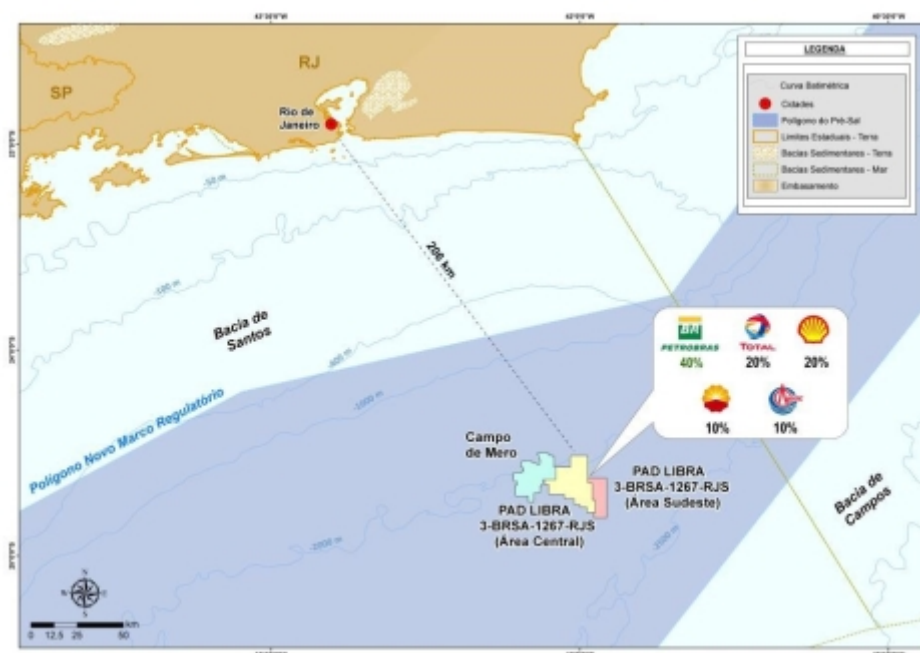 LEGENDA
Curva Batimétrica
Cidades
Polígono do Pré-Sal
Limites Estaduais - Terra
Bacias Sedimentares - Terra
Bacias Sedimentares - Mar
Embasamento
RJ
SP
Rio de
Janeiro
-50 m
-100 m
206 km
Bacia de
Santos
-400 m
-1000 m
Polígono Novo Marco Regulatório
BR
PETROBRAS
40%
TOTAL
20%
20%
10%
10%
Campo
de Mero
PAD LIBRA
3-BRSA-1267-RJS
(Área Sudeste)
PAD LIBRA
3-BRSA-1267-RJS
(Área Central)
-2000 m
Bacia de
Campos
N
S
0 12,5 25 50
km